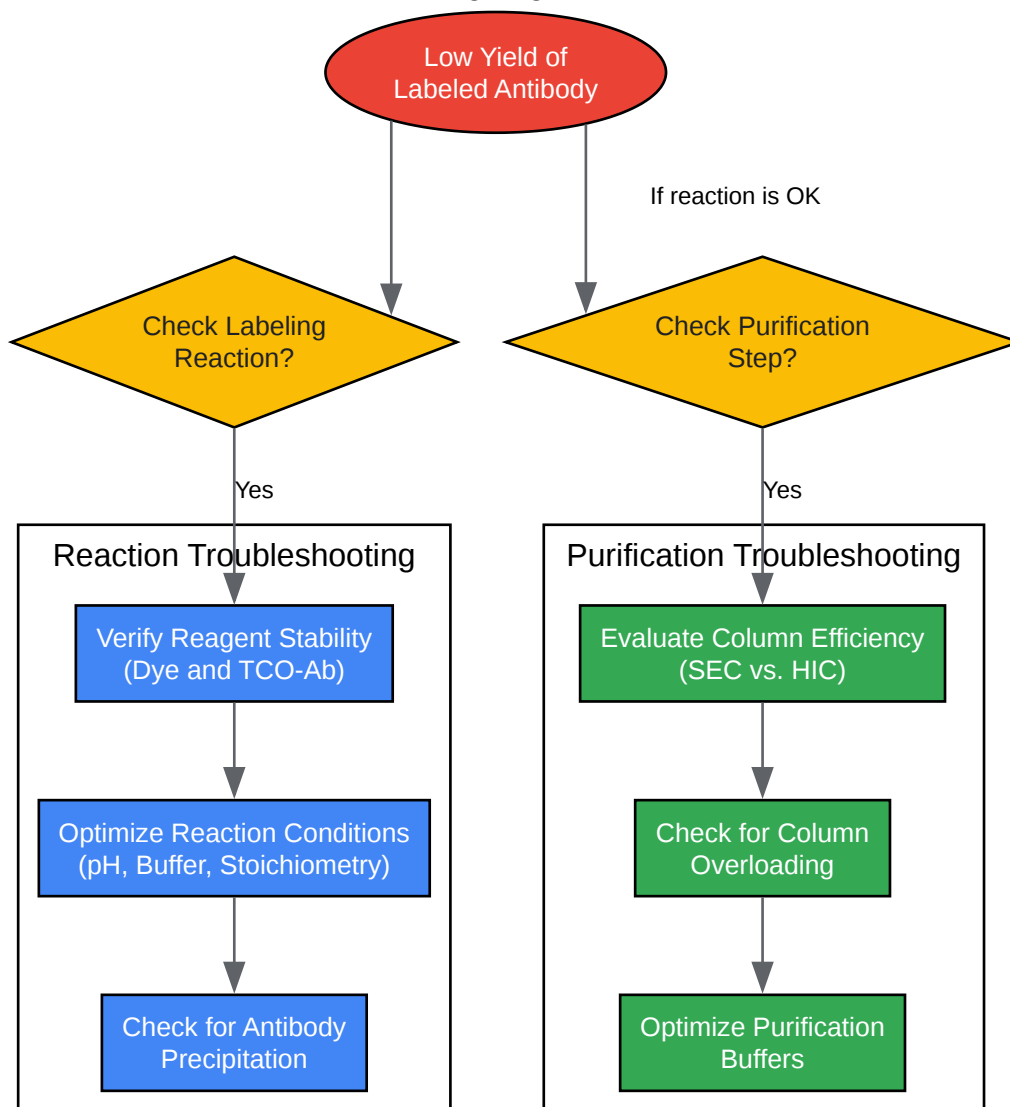 Low Yield of
Labeled Antibody
If reaction is OK
Check Labeling
Reaction?
Check Purification
Step?
Yes
Yes
Reaction Troubleshooting
Purification Troubleshooting
Verify Reagent Stability
(Dye and TCO-Ab)
Evaluate Column Efficiency
(SEC vs. HIC)
Optimize Reaction Conditions
(pH, Buffer, Stoichiometry)
Check for Column
Overloading
Check for Antibody
Precipitation
Optimize Purification
Buffers